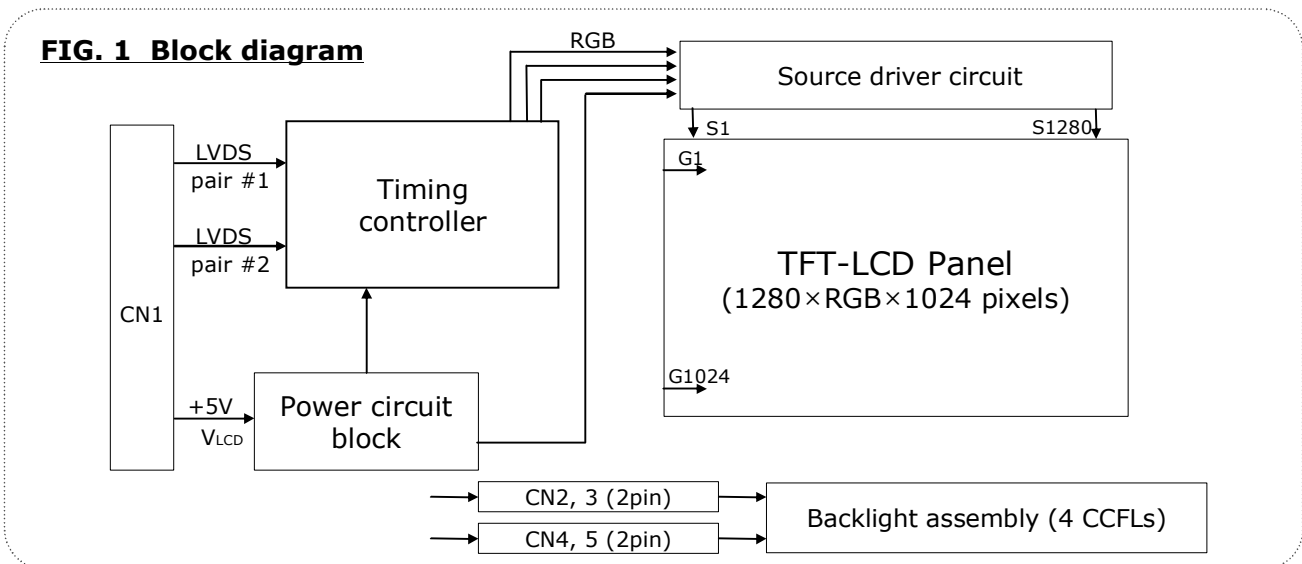 FIG. 1 Block diagram
RGB
Source driver circuit
S1
S1280
CN1
LVDS
pair #1
LVDS
pair #2
Timing
controller
G1
TFT-LCD Panel
(1280×RGB×1024 pixels)
G1024
+5V
VLCD
Power circuit
block
CN2, 3 (2pin)
CN4, 5 (2pin)
Backlight assembly (4 CCFLs)